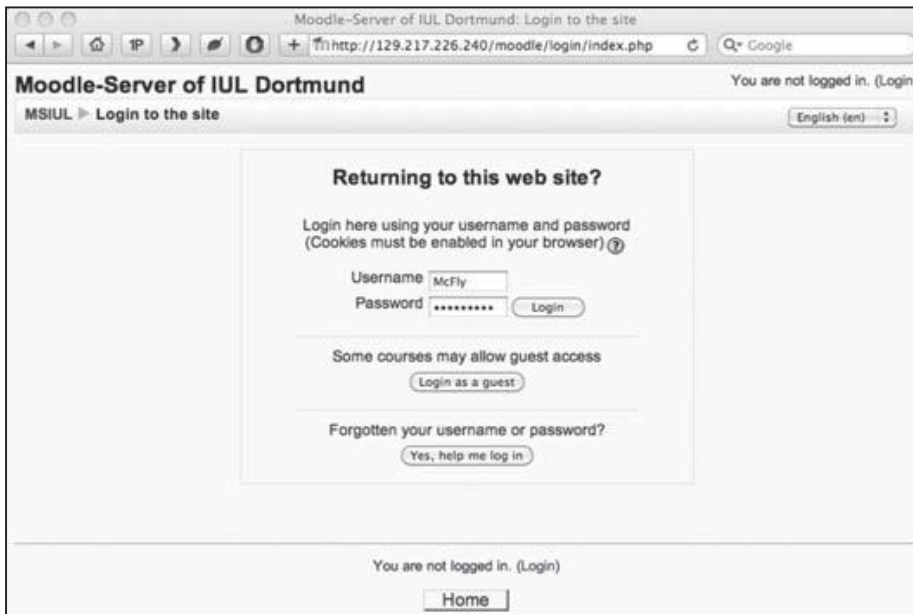 Moodle-Server of IUL Dortmund: Login to the site
1P + http://129.217.226.240/moodle/login/index.php Google
Moodle-Server of IUL Dortmund You are not logged in. (Login
MSIUL Login to the site English (en)
Returning to this web site?
Login here using your username and password
(Cookies must be enabled in your browser) ?
Username McFly
Password ••••••••• Login
Some courses may allow guest access
Login as a guest
Forgotten your username or password?
Yes, help me log in
You are not logged in. (Login)
Home